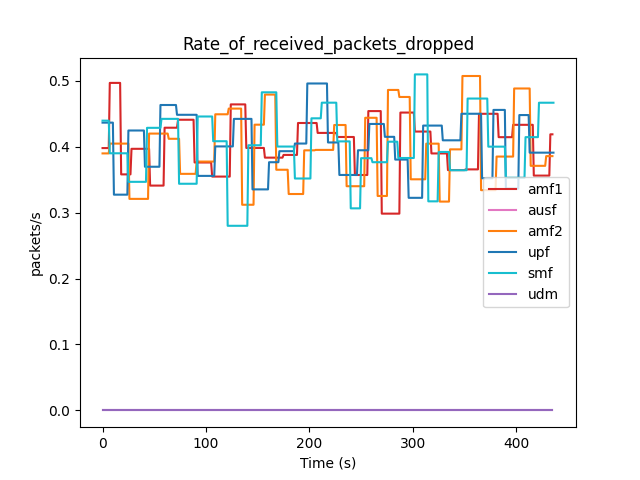 Rate_of_received_packets_dropped
packets/s
0.5
0.4
0.3
0.2
0.1
0.0
0
100
200
300
400
Time (s)
amf1
ausf
amf2
upf
smf
udm